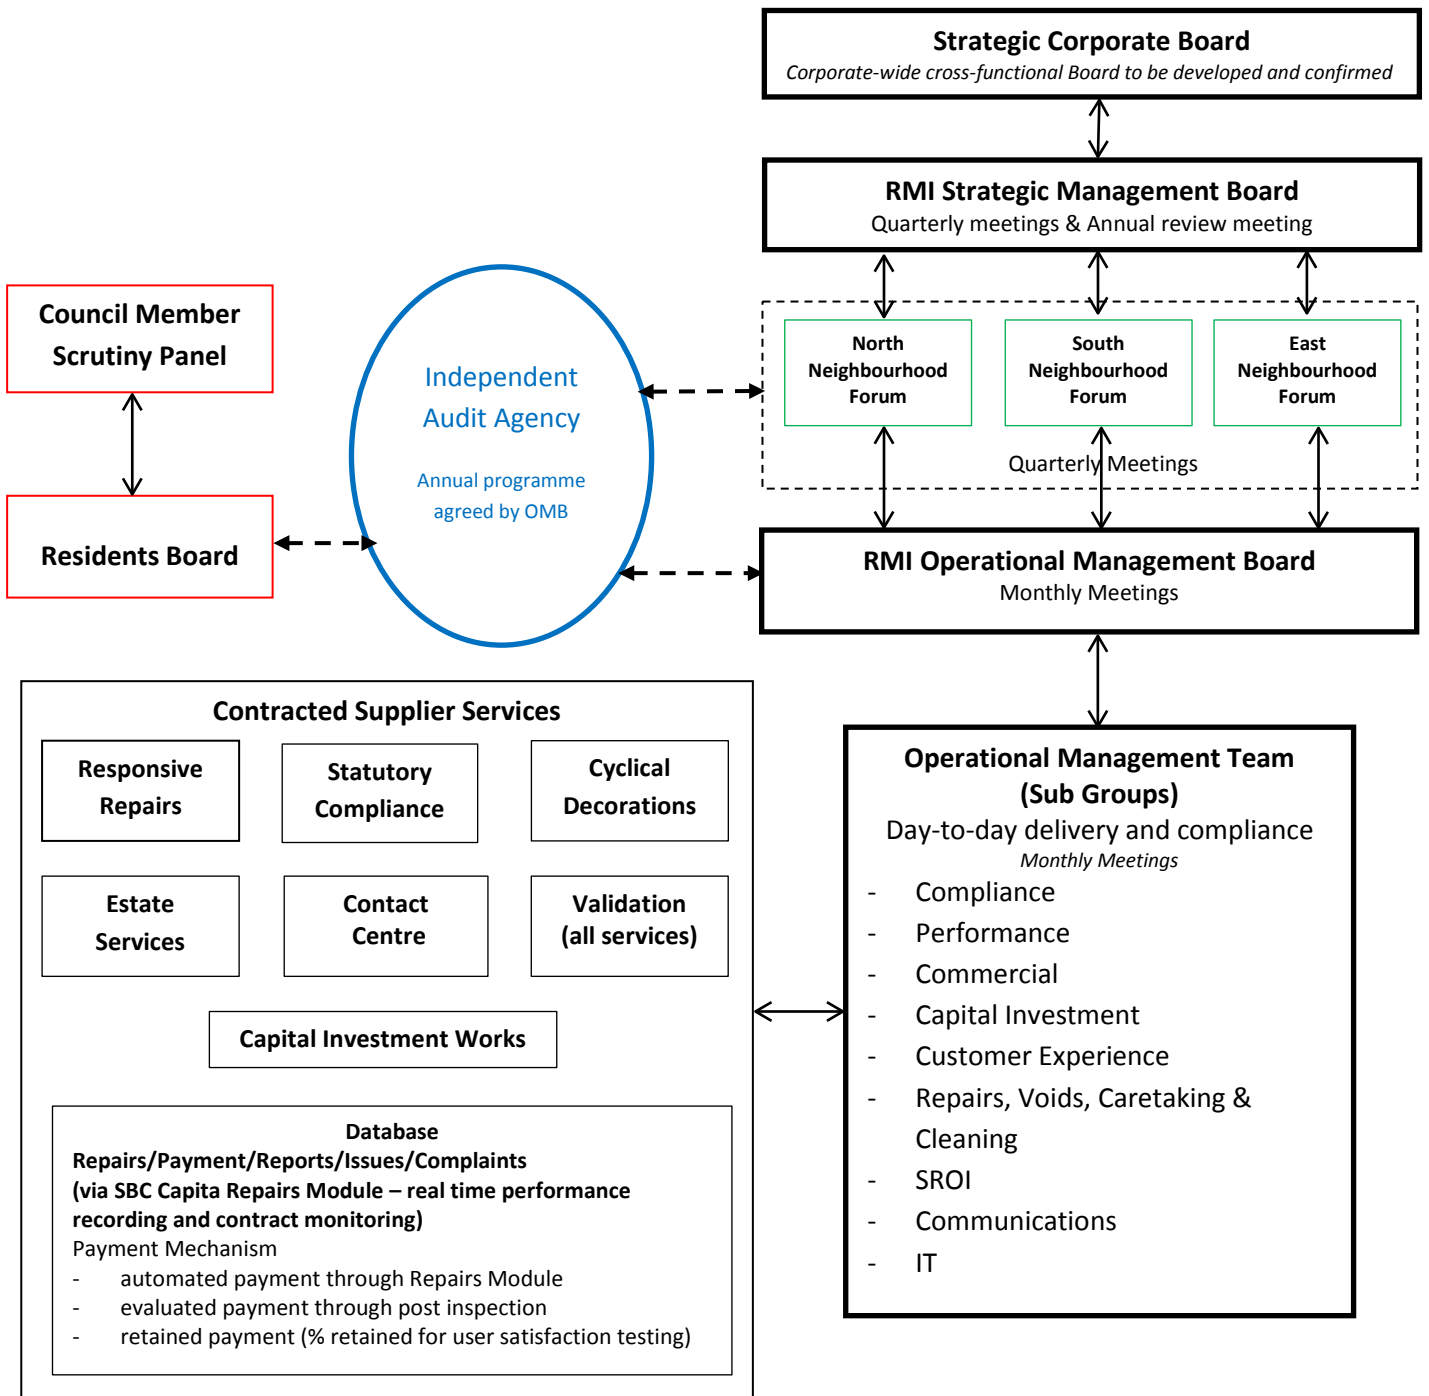 Strategic Corporate Board
Corporate-wide cross-functional Board to be developed and confirmed
RMI Strategic Management Board
Quarterly meetings & Annual review meeting
Council Member
Scrutiny Panel
Residents Board
Independent
Audit Agency
Annual programme
agreed by OMB
North
Neighbourhood
Forum
South
Neighbourhood
Forum
East
Neighbourhood
Forum
Quarterly Meetings
RMI Operational Management Board
Monthly Meetings
Contracted Supplier Services
Responsive
Repairs
Statutory
Compliance
Cyclical
Decorations
Estate
Services
Contact
Centre
Validation
(all services)
Capital Investment Works
Database
Repairs/Payment/Reports/Issues/Complaints
(via SBC Capita Repairs Module – real time performance
recording and contract monitoring)
Payment Mechanism
- automated payment through Repairs Module
- evaluated payment through post inspection
- retained payment (% retained for user satisfaction testing)
Operational Management Team
(Sub Groups)
Day-to-day delivery and compliance
Monthly Meetings
- Compliance
- Performance
- Commercial
- Capital Investment
- Customer Experience
- Repairs, Voids, Caretaking &
Cleaning
- SROI
- Communications
- IT